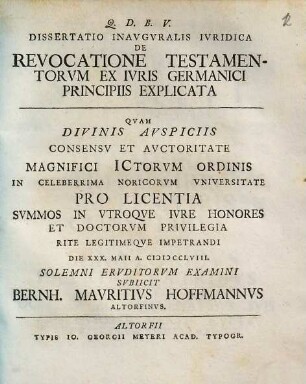 Q. D. B. V.
DISSERTATIO INAVGVRALIS IVRIDICA
DE
REVOCATIONE TESTAMEN-
TORVM EX IVRIS GERMANICI
PRINCIPIIS EXPLICATA
QVAM
DIVINIS AVSPICIIS
CONSENSV ET AVCTORITATE
MAGNIFICI ICTORVM ORDINIS
IN CELEBERRIMA NORICORVM VNIVERSITATE
PRO LICENTIA
SVMMOS IN VTROQVE IVRE HONORES
ET DOCTORVM PRIVILEGIA
RITE LEGITIMEQVE IMPETRANDI
DIE XXX. MAII A. CIƆIƆCCLVIII.
SOLEMNI ERVDITORVM EXAMINI
SVBIICIT
BERNH. MAVRITIVS HOFFMANNVS
ALTORFINVS.
ALTORFII
TYPIS IO. GEORGII MEYERI ACAD. TYPOGR.